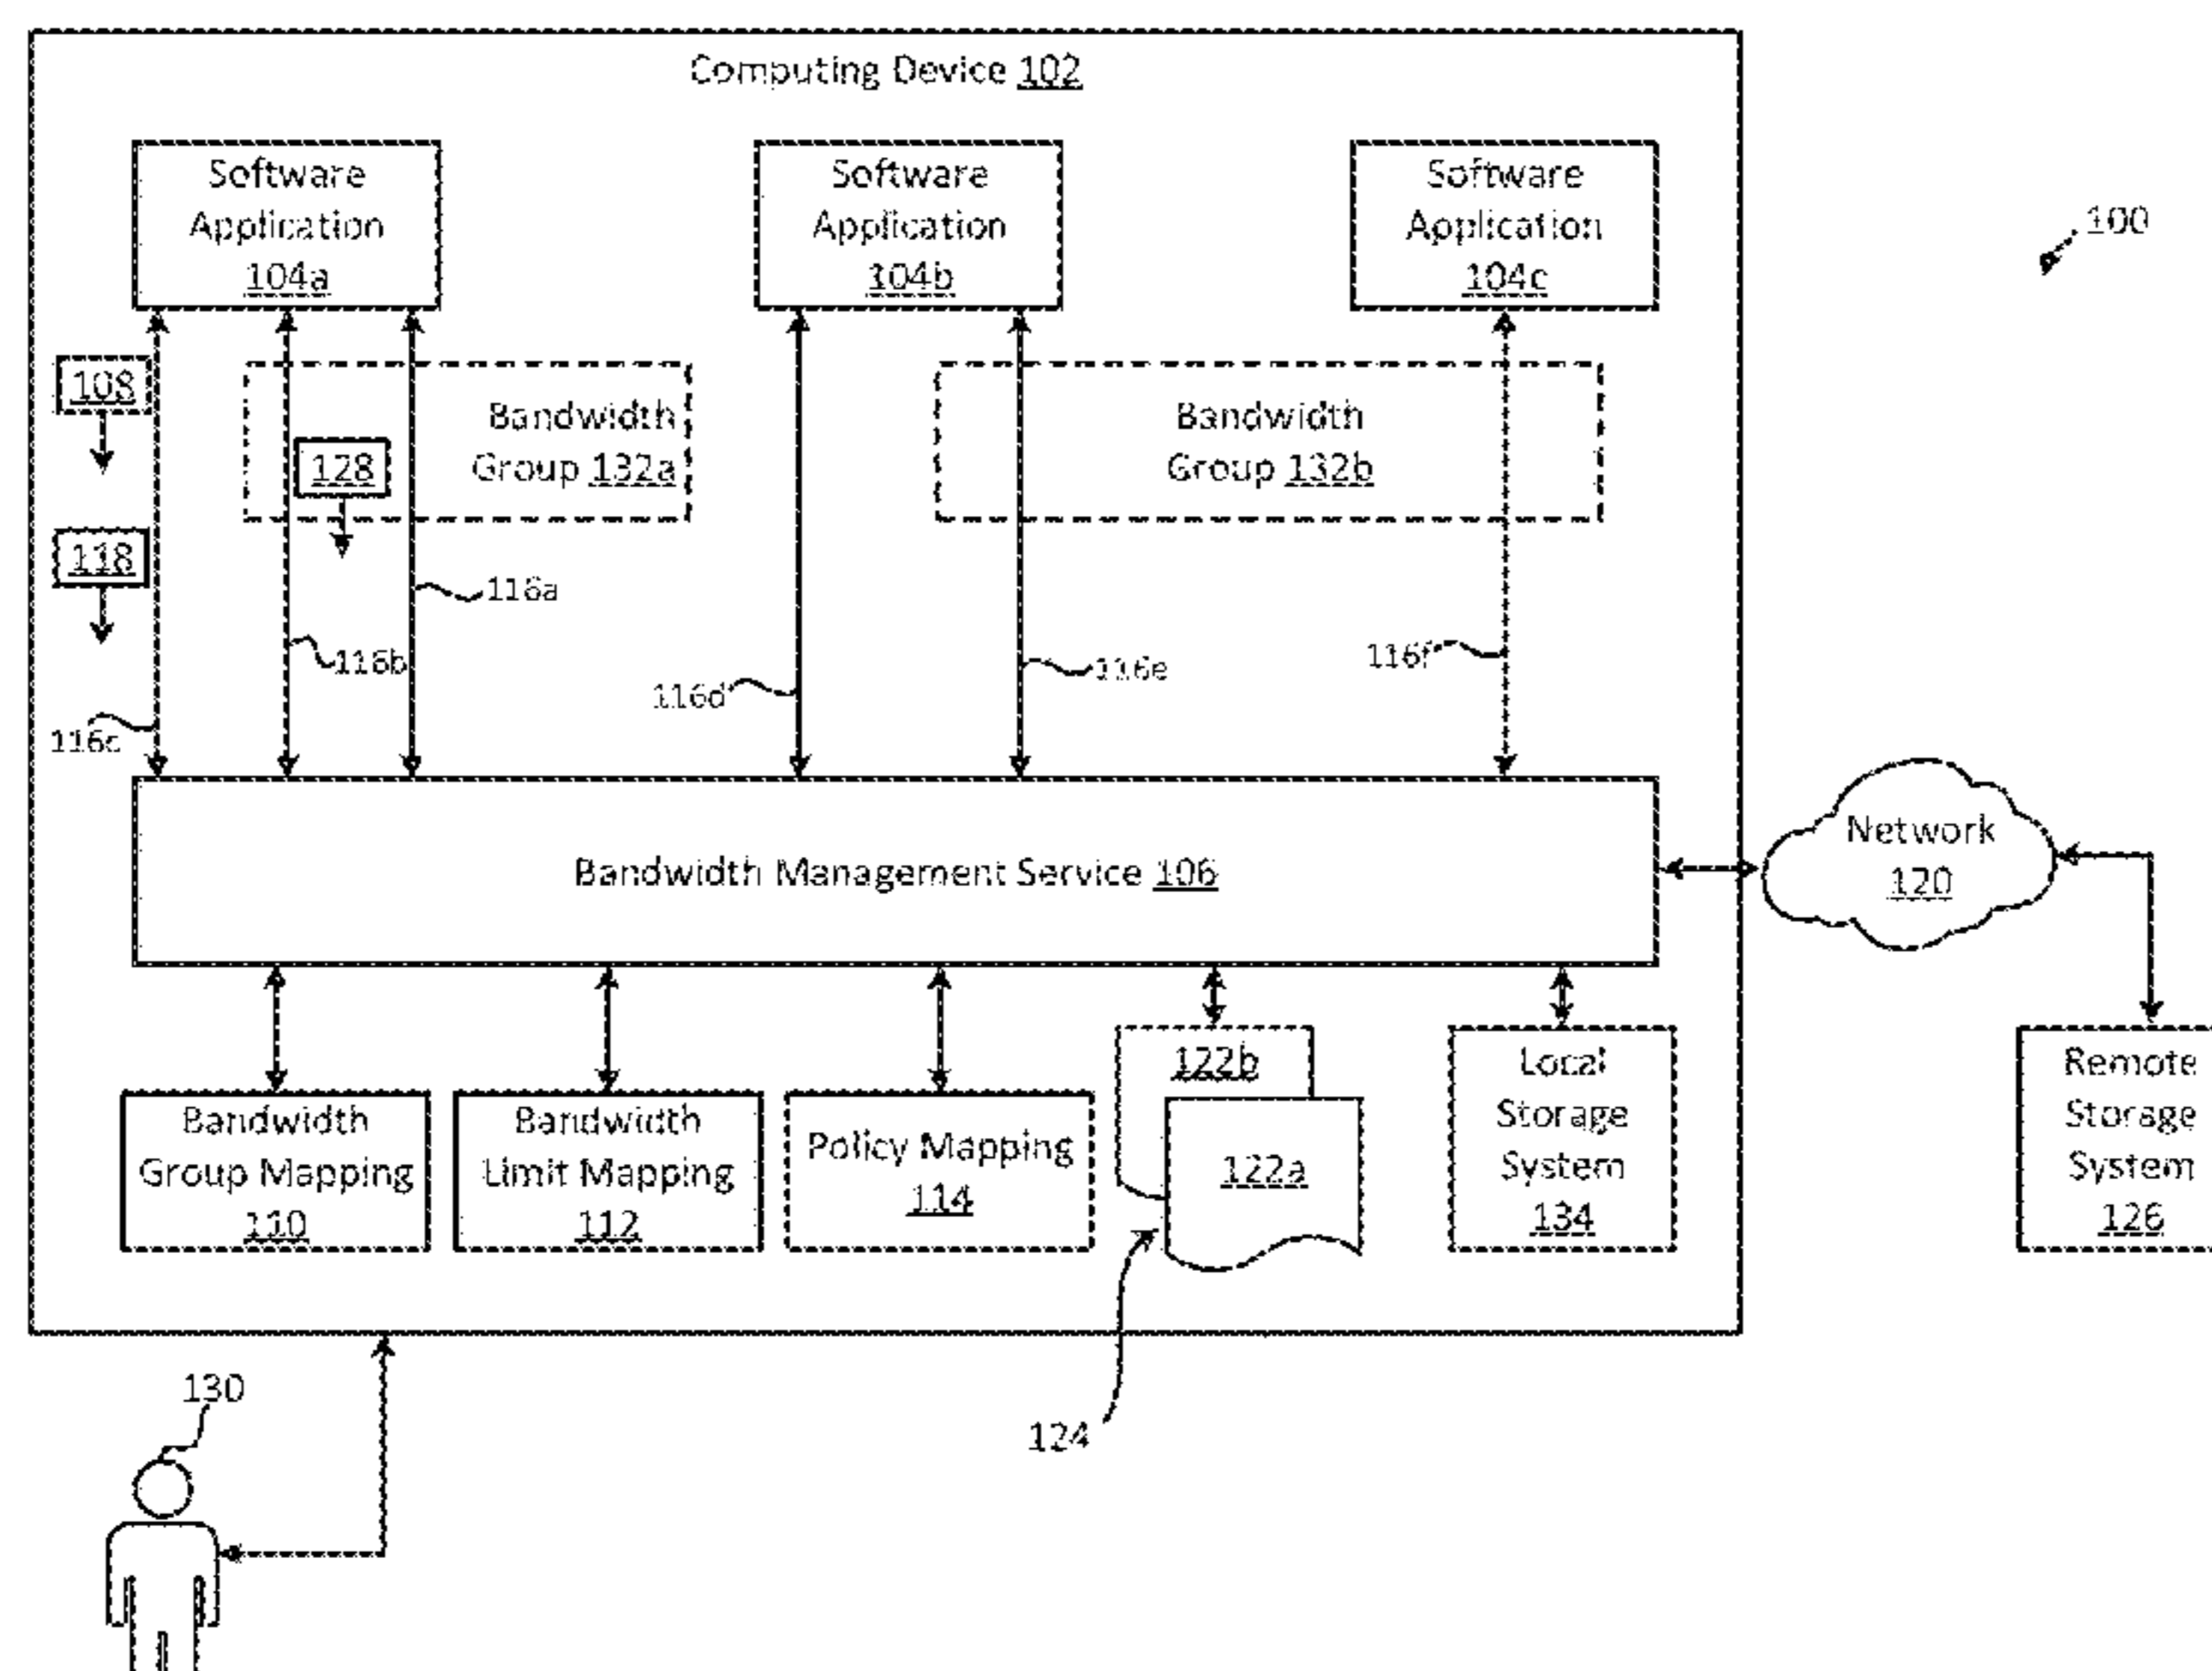 Computing Device 102
Software
Application
104a
Software
Application
104b
Software
Application
104c
100
108
Bandwidth
Group 132a
128
Bandwidth
Group 132b
118
116a
116b
116c
116d
116e
116f
Bandwidth Management Service 106
Network
120
Bandwidth
Group Mapping
110
Bandwidth
Limit Mapping
112
Policy Mapping
114
122b
122a
Local
Storage
System
134
Remote
Storage
System
126
124
130